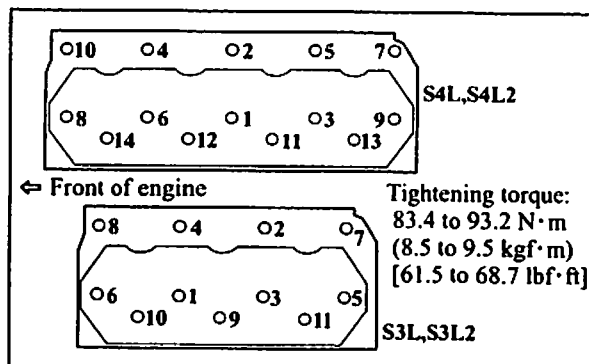 10 4 2 5 7
8 6 1 3 9
14 12 11 13
S4L,S4L2
⇦ Front of engine
Tightening torque:
83.4 to 93.2 N·m
(8.5 to 9.5 kgf·m)
[61.5 to 68.7 lbf·ft]
8 4 2 7
6 1 3 5
10 9 11
S3L,S3L2